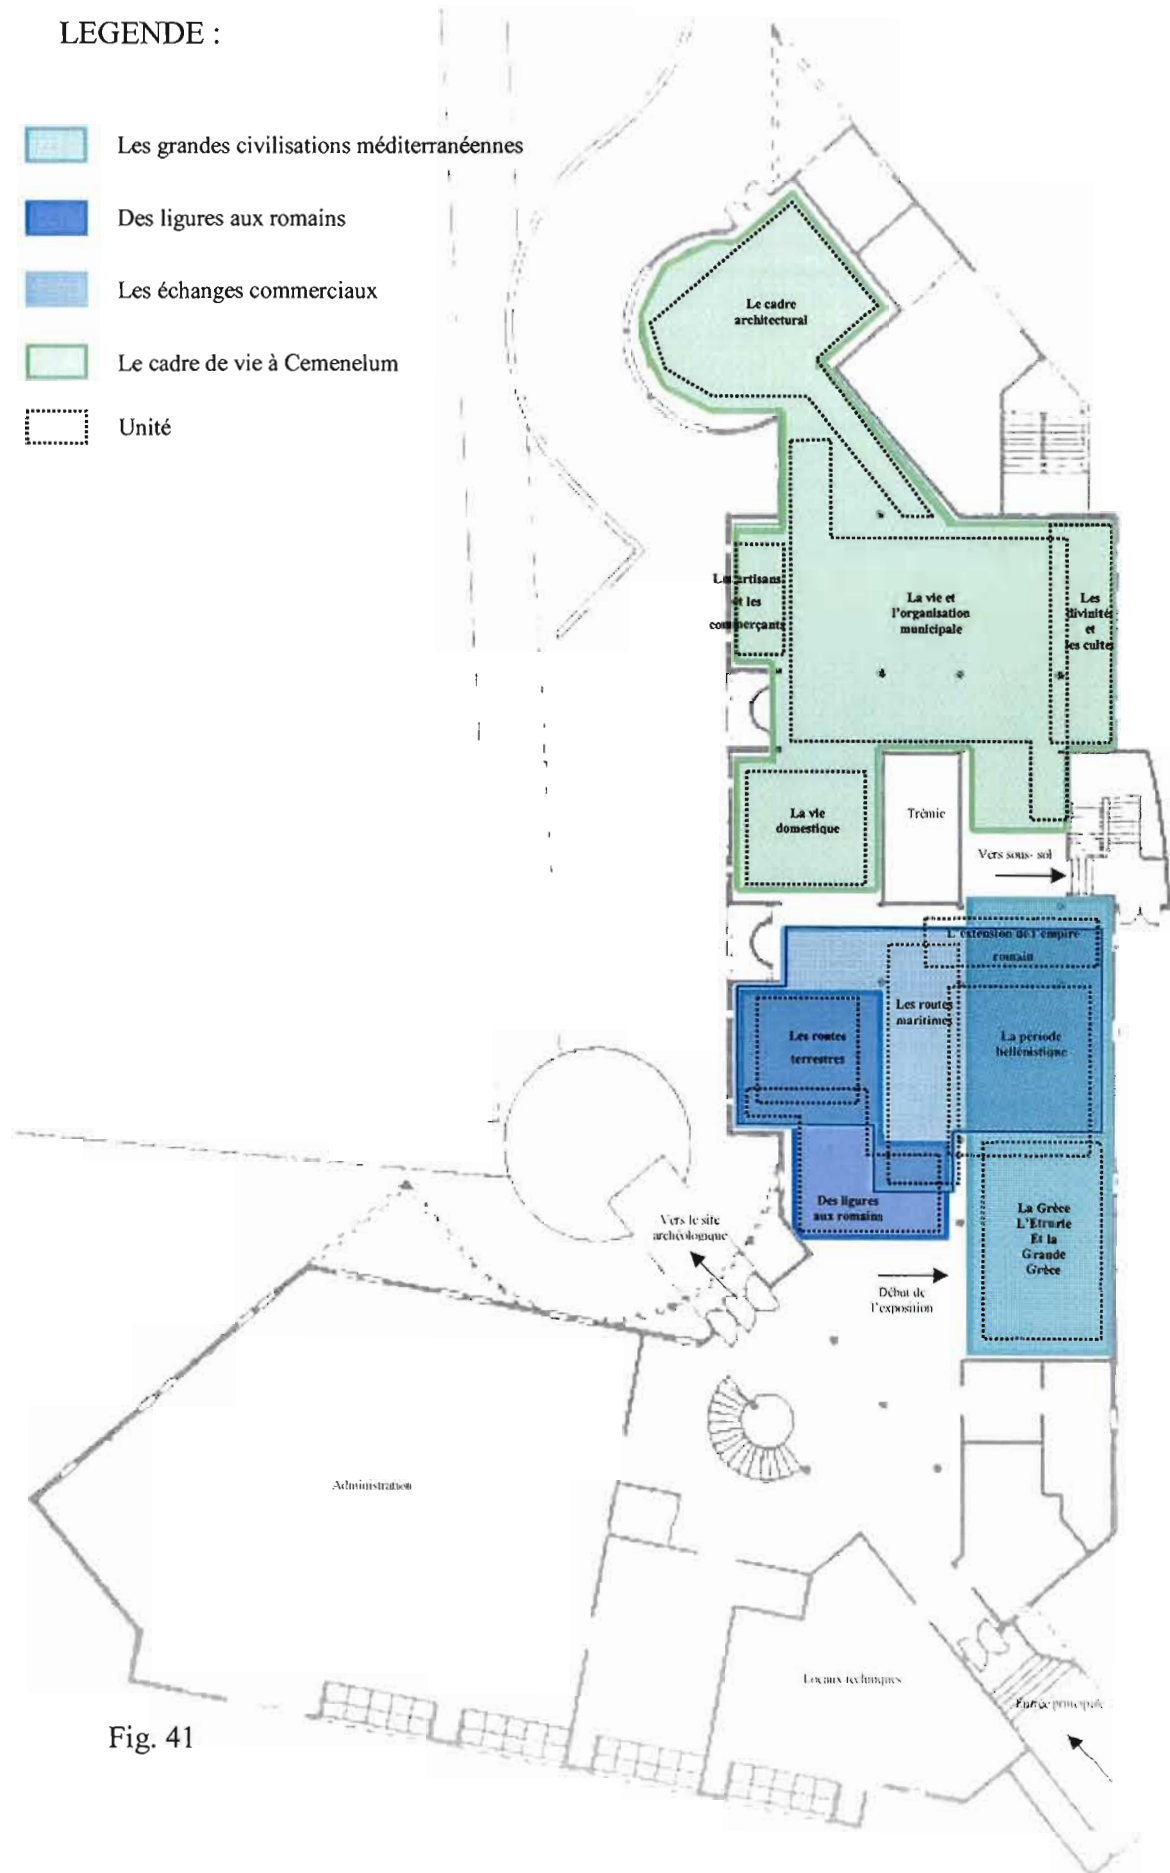 LEGENDE :
Les grandes civilisations méditerranéennes
Des ligures aux romains
Les échanges commerciaux
Le cadre de vie à Cemenelum
Unité
Le cadre
architectural
Les artisans
et les
commerçants
La vie et
l'organisation
municipale
Les
divinités
et
les cultes
La vie
domestique
Trémie
Vers sous- sol
L'extension de l'empire
romain
Les routes
maritimes
Les routes
terrestres
La période
hellénistique
Des ligures
aux romains
La Grèce
L'Etrurie
Et la
Grande
Grèce
Vers le site
archéologique
Début de
l'exposition
Administration
Locaux techniques
Entrée principale
Fig. 41